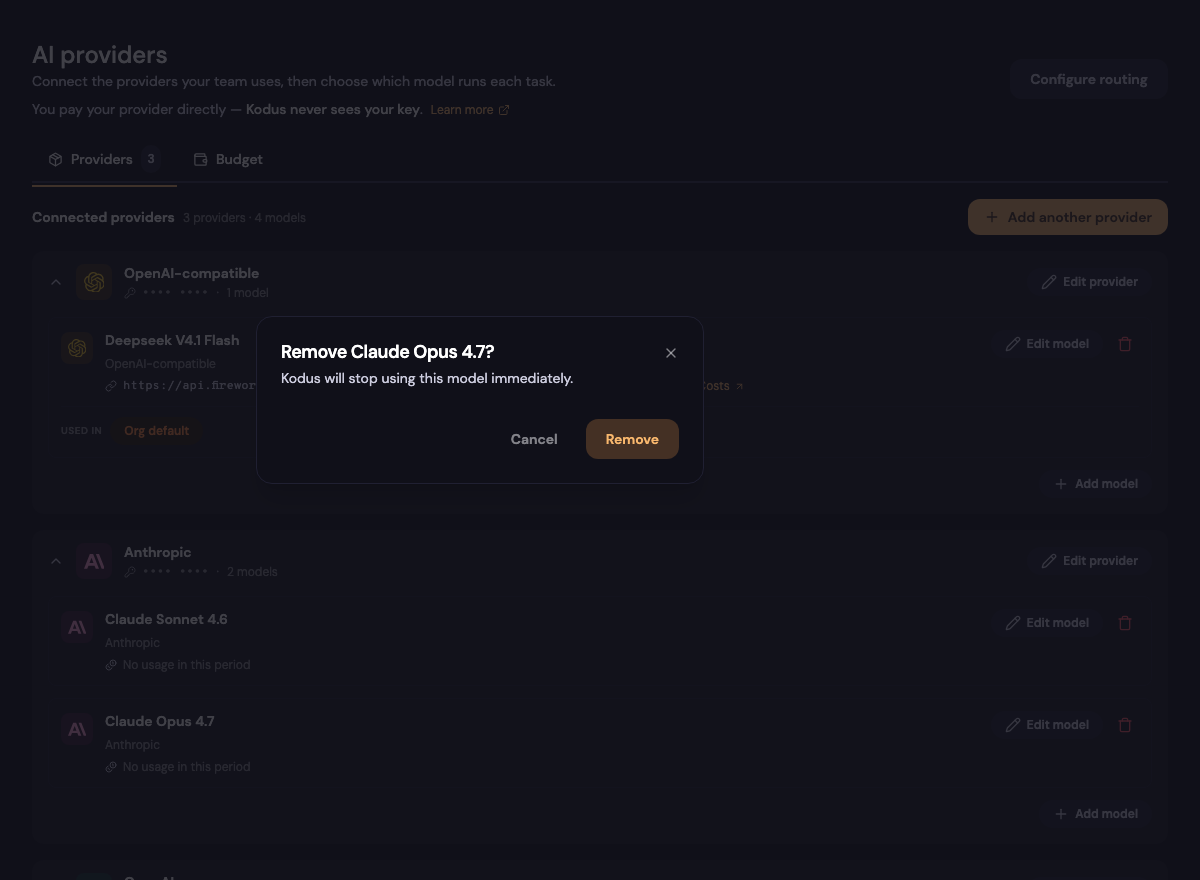 AI providers
Connect the providers your team uses, then choose which model runs each task.
Configure routing
You pay your provider directly — Kodus never sees your key. Learn more
Providers 3 Budget
Connected providers 3 providers · 4 models
Add another provider
OpenAI-compatible
•••• •••• · 1 model
Edit provider
Deepseek V4.1 Flash
OpenAI-compatible
https://api.firewor
Costs
Edit model
USED IN Org default
Add model
Remove Claude Opus 4.7?
Kodus will stop using this model immediately.
Cancel Remove
Anthropic
•••• •••• · 2 models
Edit provider
Claude Sonnet 4.6
Anthropic
No usage in this period
Edit model
Claude Opus 4.7
Anthropic
No usage in this period
Edit model
Add model